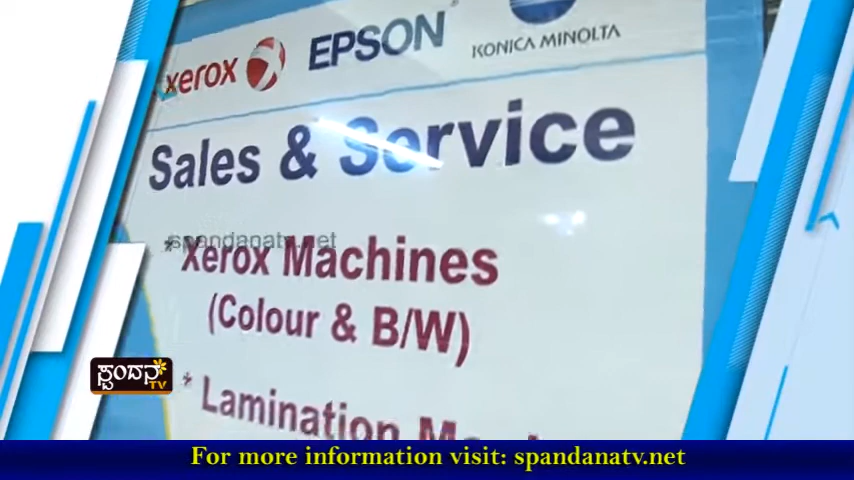 xerox EPSON KONICA MINOLTA
Sales & Service
spandanatv.net
* Xerox Machines
(Colour & B/W)
* Lamination
ಸ್ಪಂದನ
TV
For more information visit: spandanatv.net